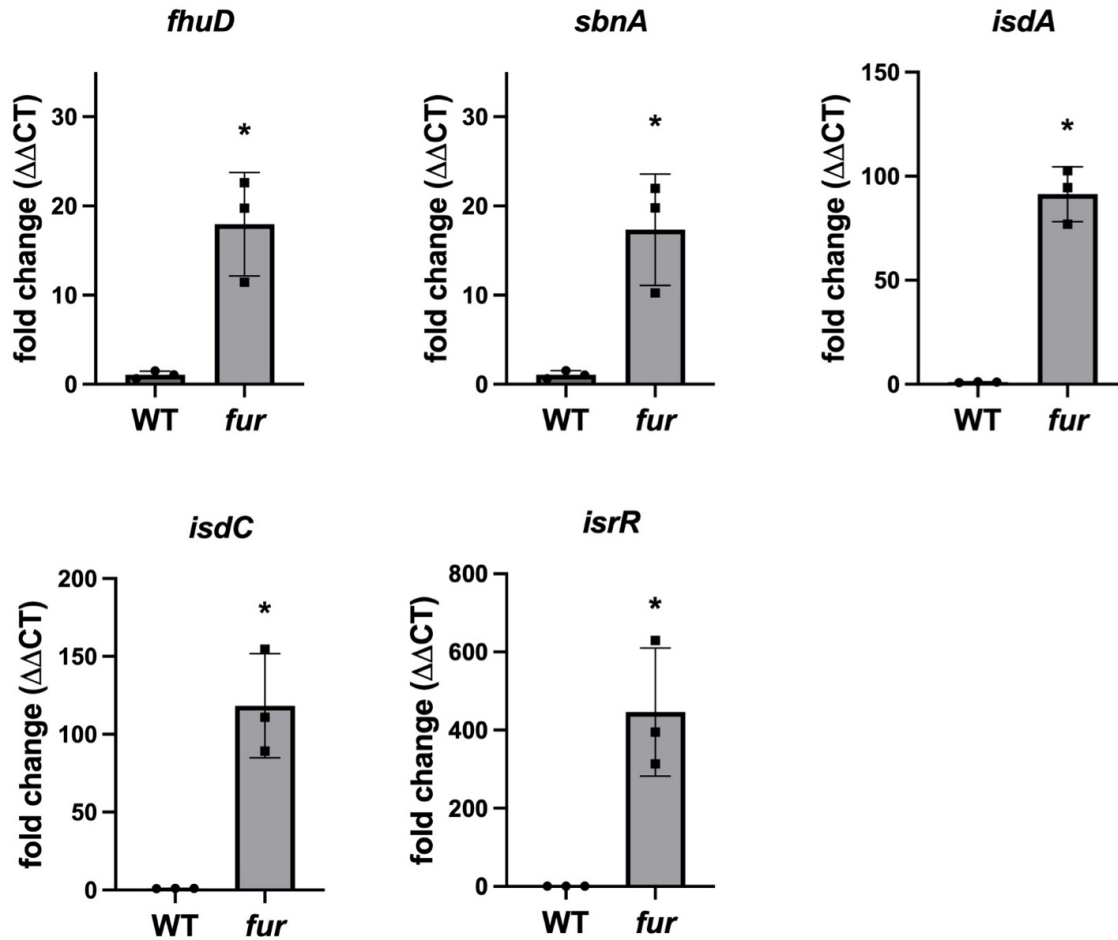 fhuD
fold change (ΔΔCT)
30
20
10
0
*
WT fur
sbnA
fold change (ΔΔCT)
30
20
10
0
*
WT fur
isdA
fold change (ΔΔCT)
150
100
50
0
*
WT fur
isdC
fold change (ΔΔCT)
200
150
100
50
0
*
WT fur
isrR
fold change (ΔΔCT)
800
600
400
200
0
*
WT fur